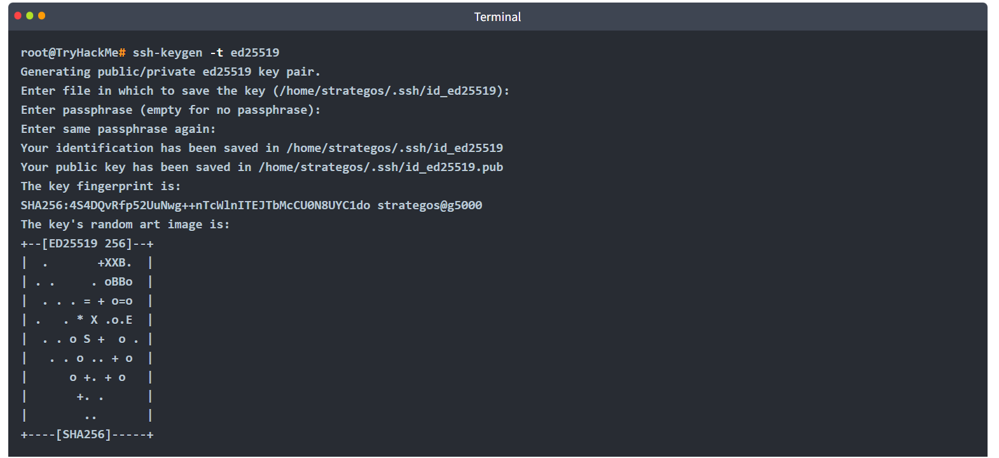 Terminal
root@TryHackMe# ssh-keygen -t ed25519
Generating public/private ed25519 key pair.
Enter file in which to save the key (/home/strategos/.ssh/id_ed25519):
Enter passphrase (empty for no passphrase):
Enter same passphrase again:
Your identification has been saved in /home/strategos/.ssh/id_ed25519
Your public key has been saved in /home/strategos/.ssh/id_ed25519.pub
The key fingerprint is:
SHA256:4S4DQvRfp52UuNwg++nTcWlnITEJTbMcCU0N8UYC1do strategos@g5000
The key's random art image is:
+--[ED25519 256]--+
|  .       +XXB.  |
| . .     . oBBo  |
|  . . . = + o=o  |
| .   . * X .o.E  |
|  . . o S +  o . |
|   . . o .. + o  |
|      o +. + o   |
|       +. .      |
|        ..       |
+----[SHA256]-----+